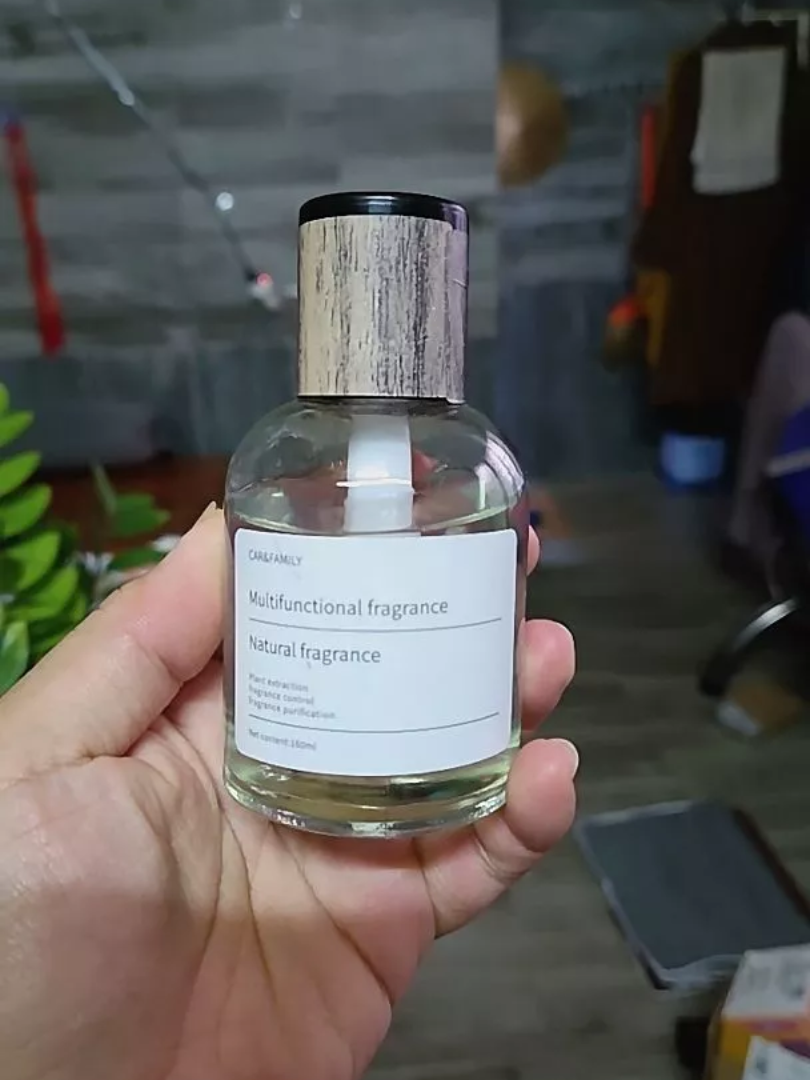 CAR&FAMILY
Multifunctional fragrance
Natural fragrance
Plant extraction
fragrance control
fragrance purification
Net content:160ml